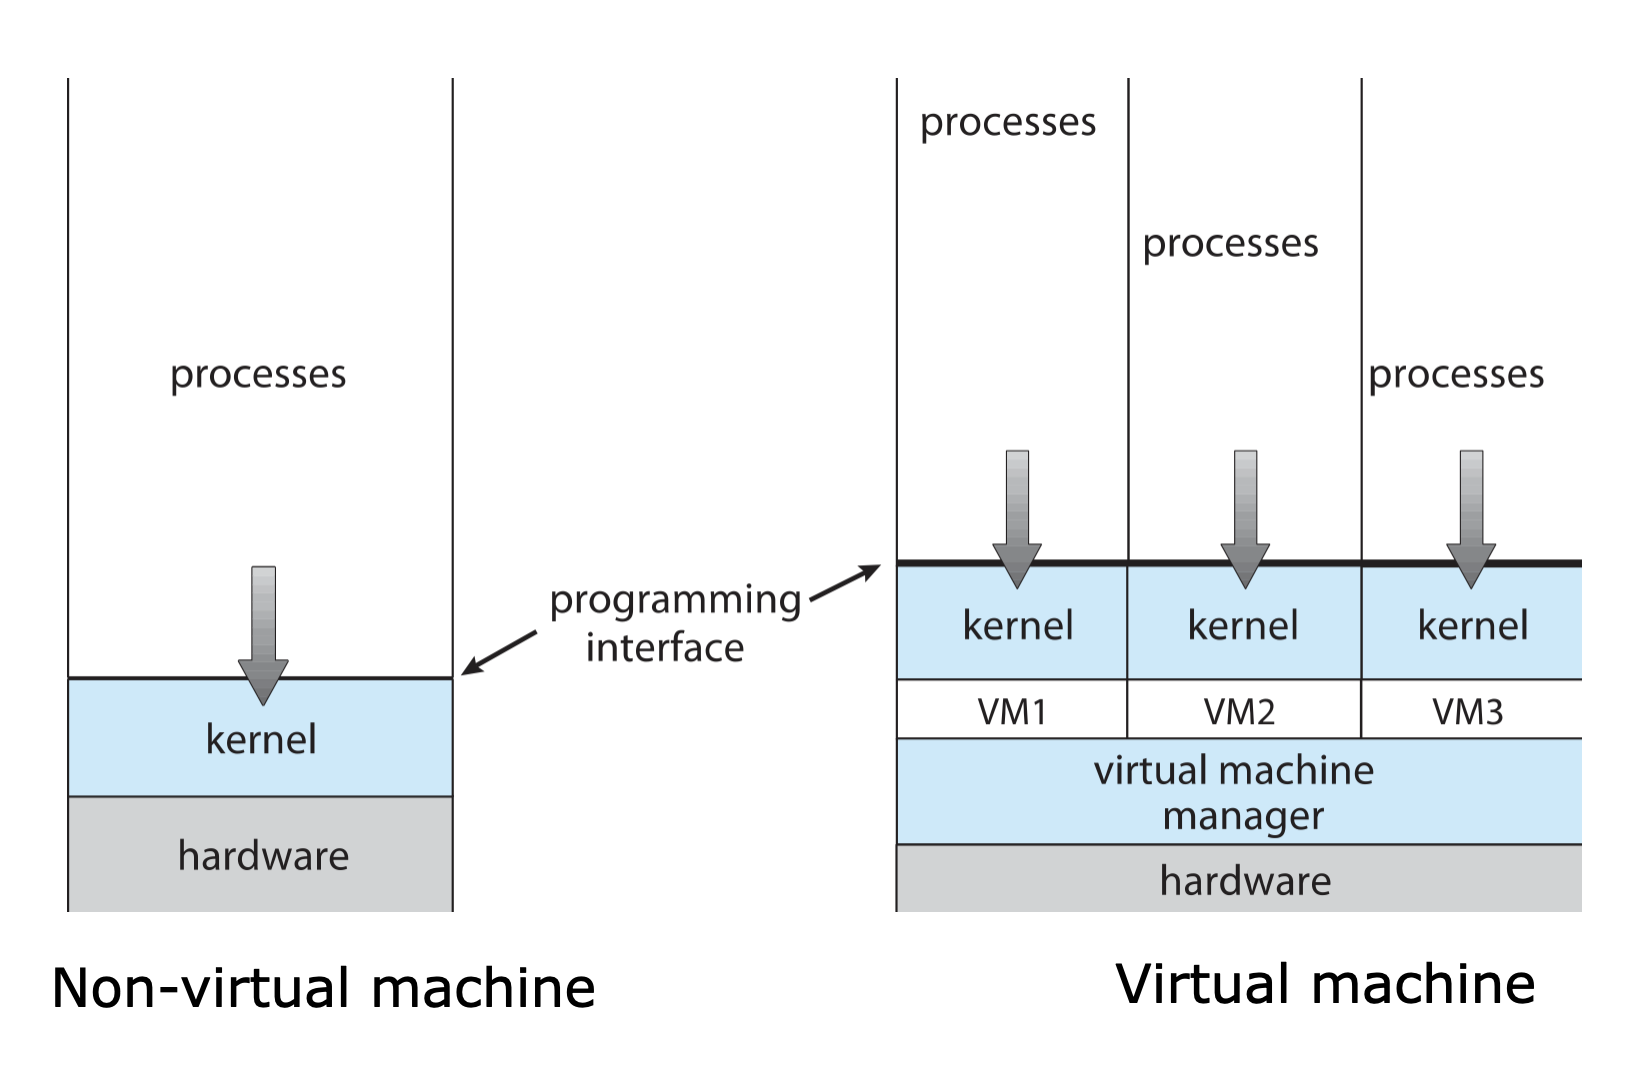 processes
kernel
hardware
Non-virtual machine
programming
interface
processes
processes
processes
kernel kernel kernel
VM1 VM2 VM3
virtual machine
manager
hardware
Virtual machine